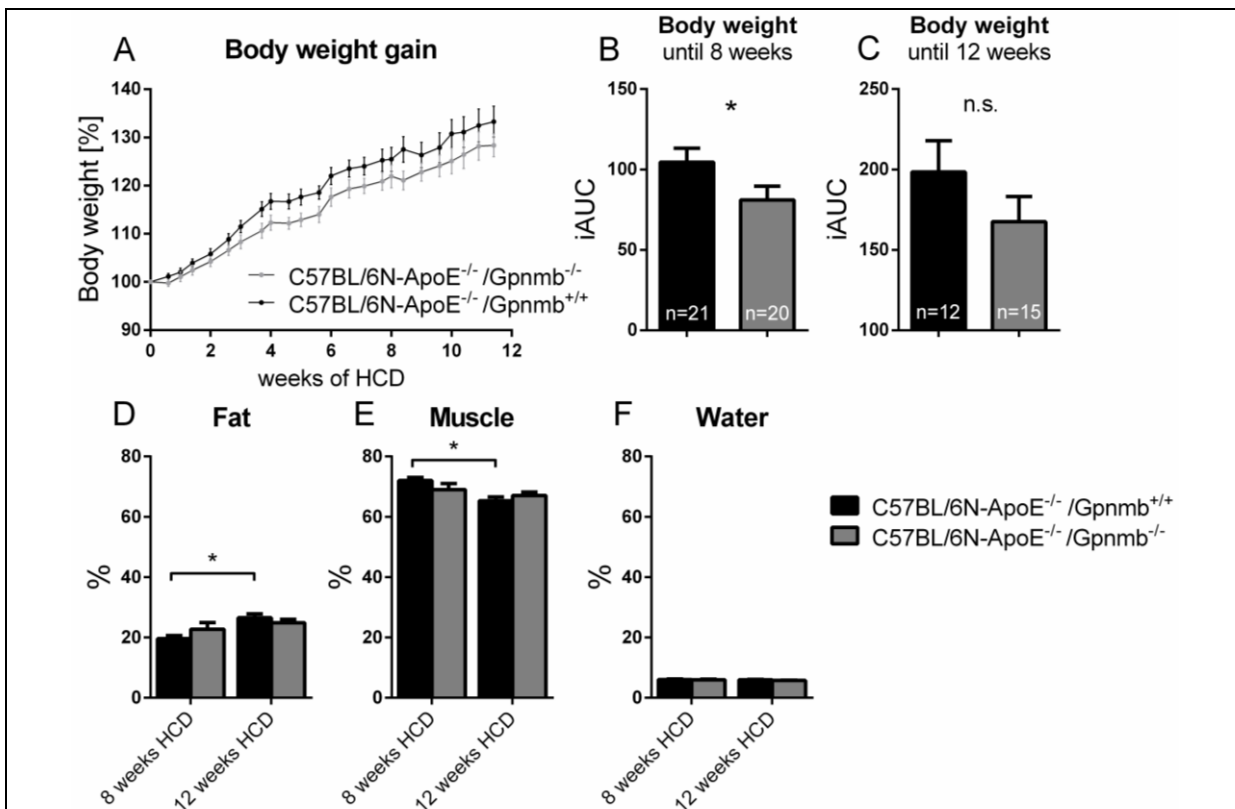 A
Body weight gain
Body weight [%]
140
130
120
110
100
90
0 2 4 6 8 10 12
weeks of HCD
C57BL/6N-ApoE-/- /Gpnmb-/-
C57BL/6N-ApoE-/- /Gpnmb+/+
B
Body weight
until 8 weeks
iAUC
150
100
50
0
*
n=21 n=20
C
Body weight
until 12 weeks
iAUC
250
200
150
100
n.s.
n=12 n=15
D
Fat
%
80
60
40
20
0
*
8 weeks HCD
12 weeks HCD
E
Muscle
%
80
60
40
20
0
*
8 weeks HCD
12 weeks HCD
F
Water
%
80
60
40
20
0
8 weeks HCD
12 weeks HCD
C57BL/6N-ApoE-/- /Gpnmb+/+
C57BL/6N-ApoE-/- /Gpnmb-/-